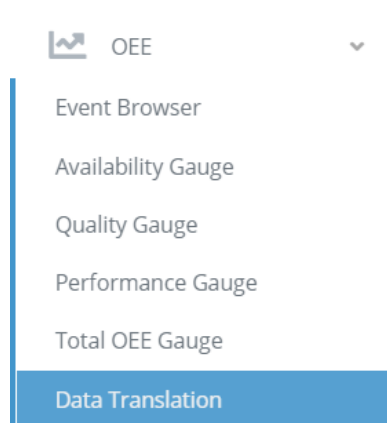 OEE
Event Browser
Availability Gauge
Quality Gauge
Performance Gauge
Total OEE Gauge
Data Translation